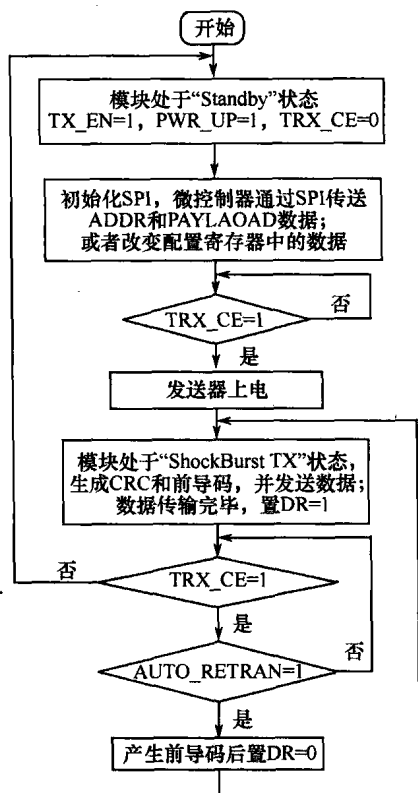 开始
模块处于“Standby”状态
TX_EN=1，PWR_UP=1，TRX_CE=0
初始化SPI，微控制器通过SPI传送
ADDR和PAYLAOAD数据；
或者改变配置寄存器中的数据
否
TRX_CE=1
是
发送器上电
模块处于“ShockBurst TX”状态，
生成CRC和前导码，并发送数据；
数据传输完毕，置DR=1
否
TRX_CE=1
是
否
AUTO_RETRAN=1
是
产生前导码后置DR=0